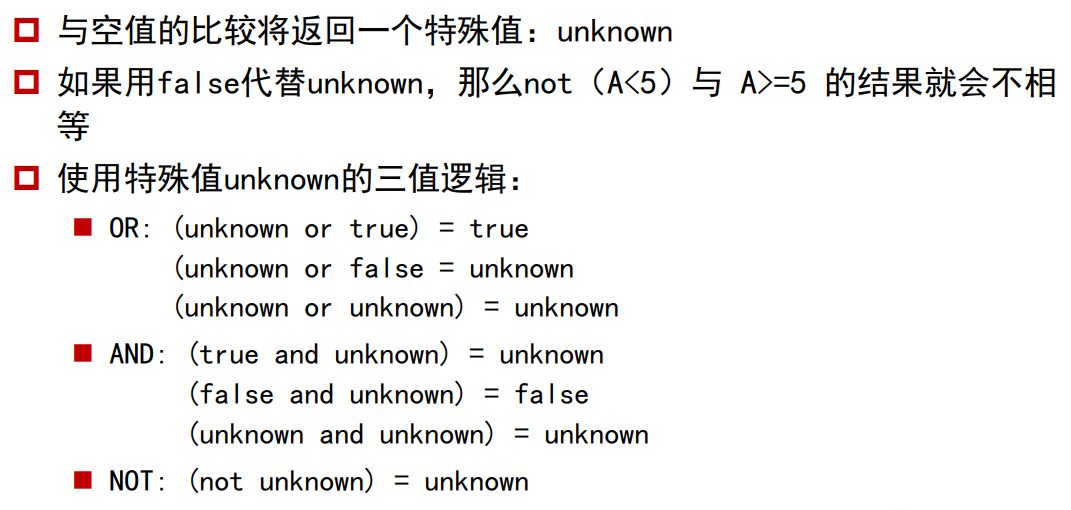 与空值的比较将返回一个特殊值：unknown
如果用false代替unknown，那么not（A<5）与 A>=5 的结果就会不相
等
使用特殊值unknown的三值逻辑：
OR: (unknown or true) = true
(unknown or false = unknown
(unknown or unknown) = unknown
AND: (true and unknown) = unknown
(false and unknown) = false
(unknown and unknown) = unknown
NOT: (not unknown) = unknown